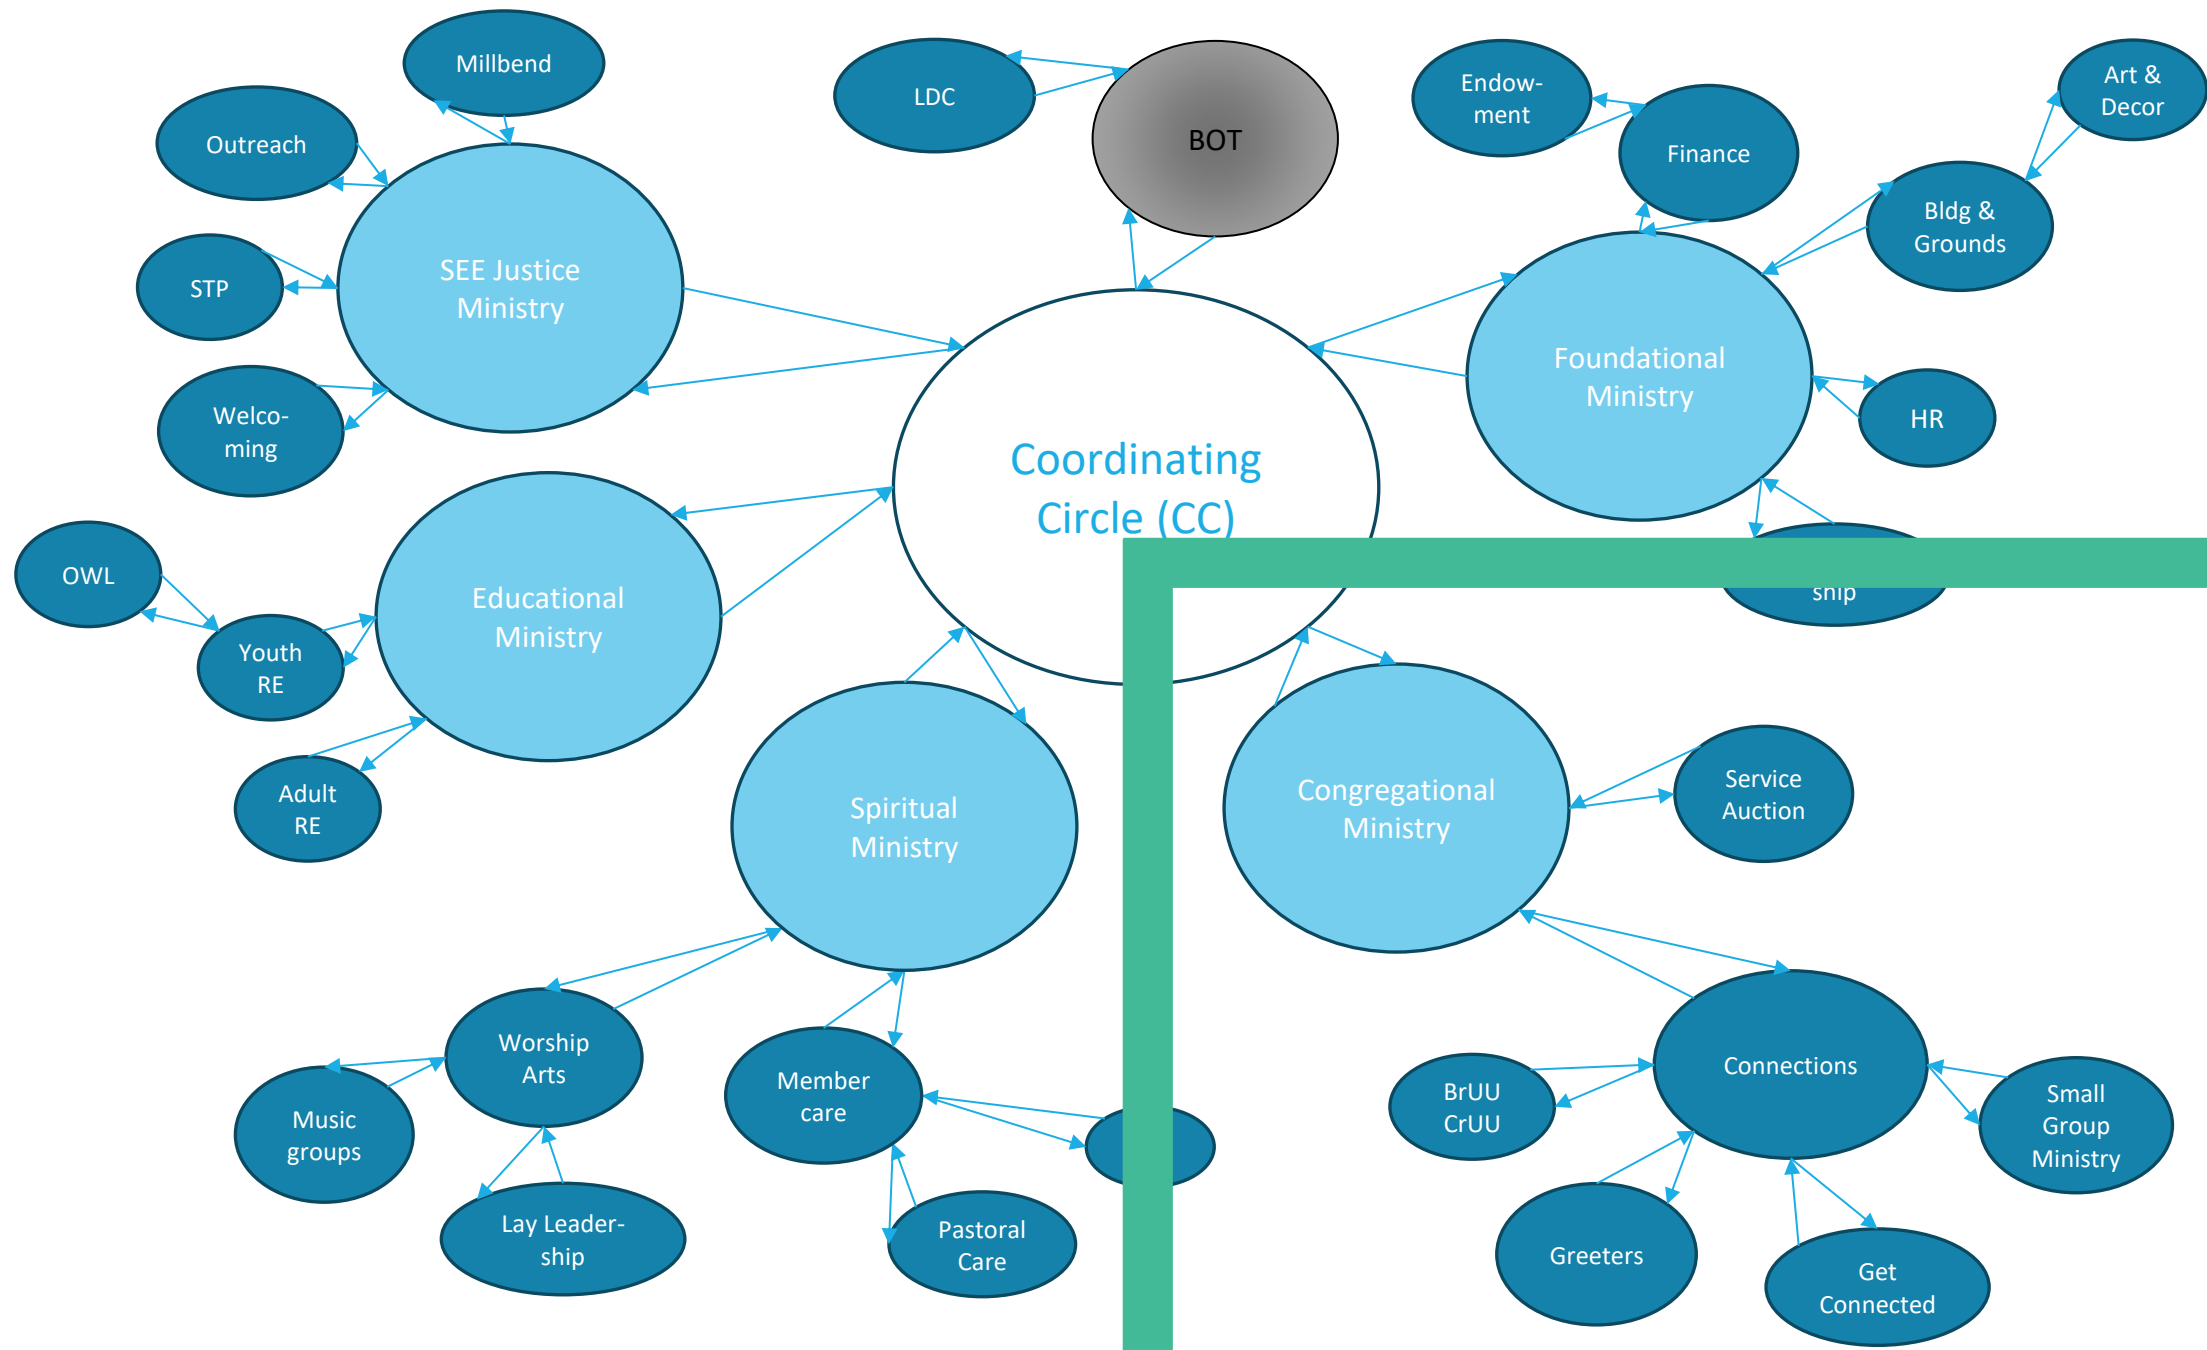 Millbend
Outreach
STP
SEE Justice
Ministry
Welco-
ming
LDC
BOT
Endow-
ment
Finance
Art &
Decor
Bldg &
Grounds
Foundational
Ministry
HR
ship
Coordinating
Circle (CC)
OWL
Youth
RE
Educational
Ministry
Adult
RE
Spiritual
Ministry
Congregational
Ministry
Service
Auction
Worship
Arts
Music
groups
Lay Leader-
ship
Member
care
Pastoral
Care
Connections
BrUU
CrUU
Small
Group
Ministry
Greeters
Get
Connected